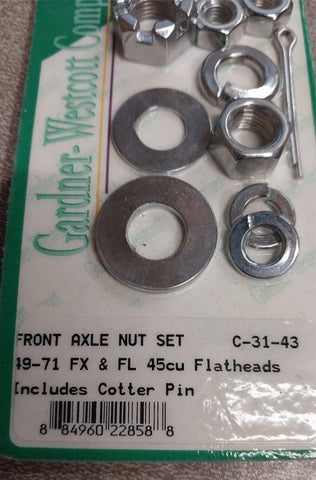 Gardner-Westcott Comp
FRONT AXLE NUT SET C-31-43
49-71 FX & FL 45cu Flatheads
Includes Cotter Pin
8 84960 22858 8